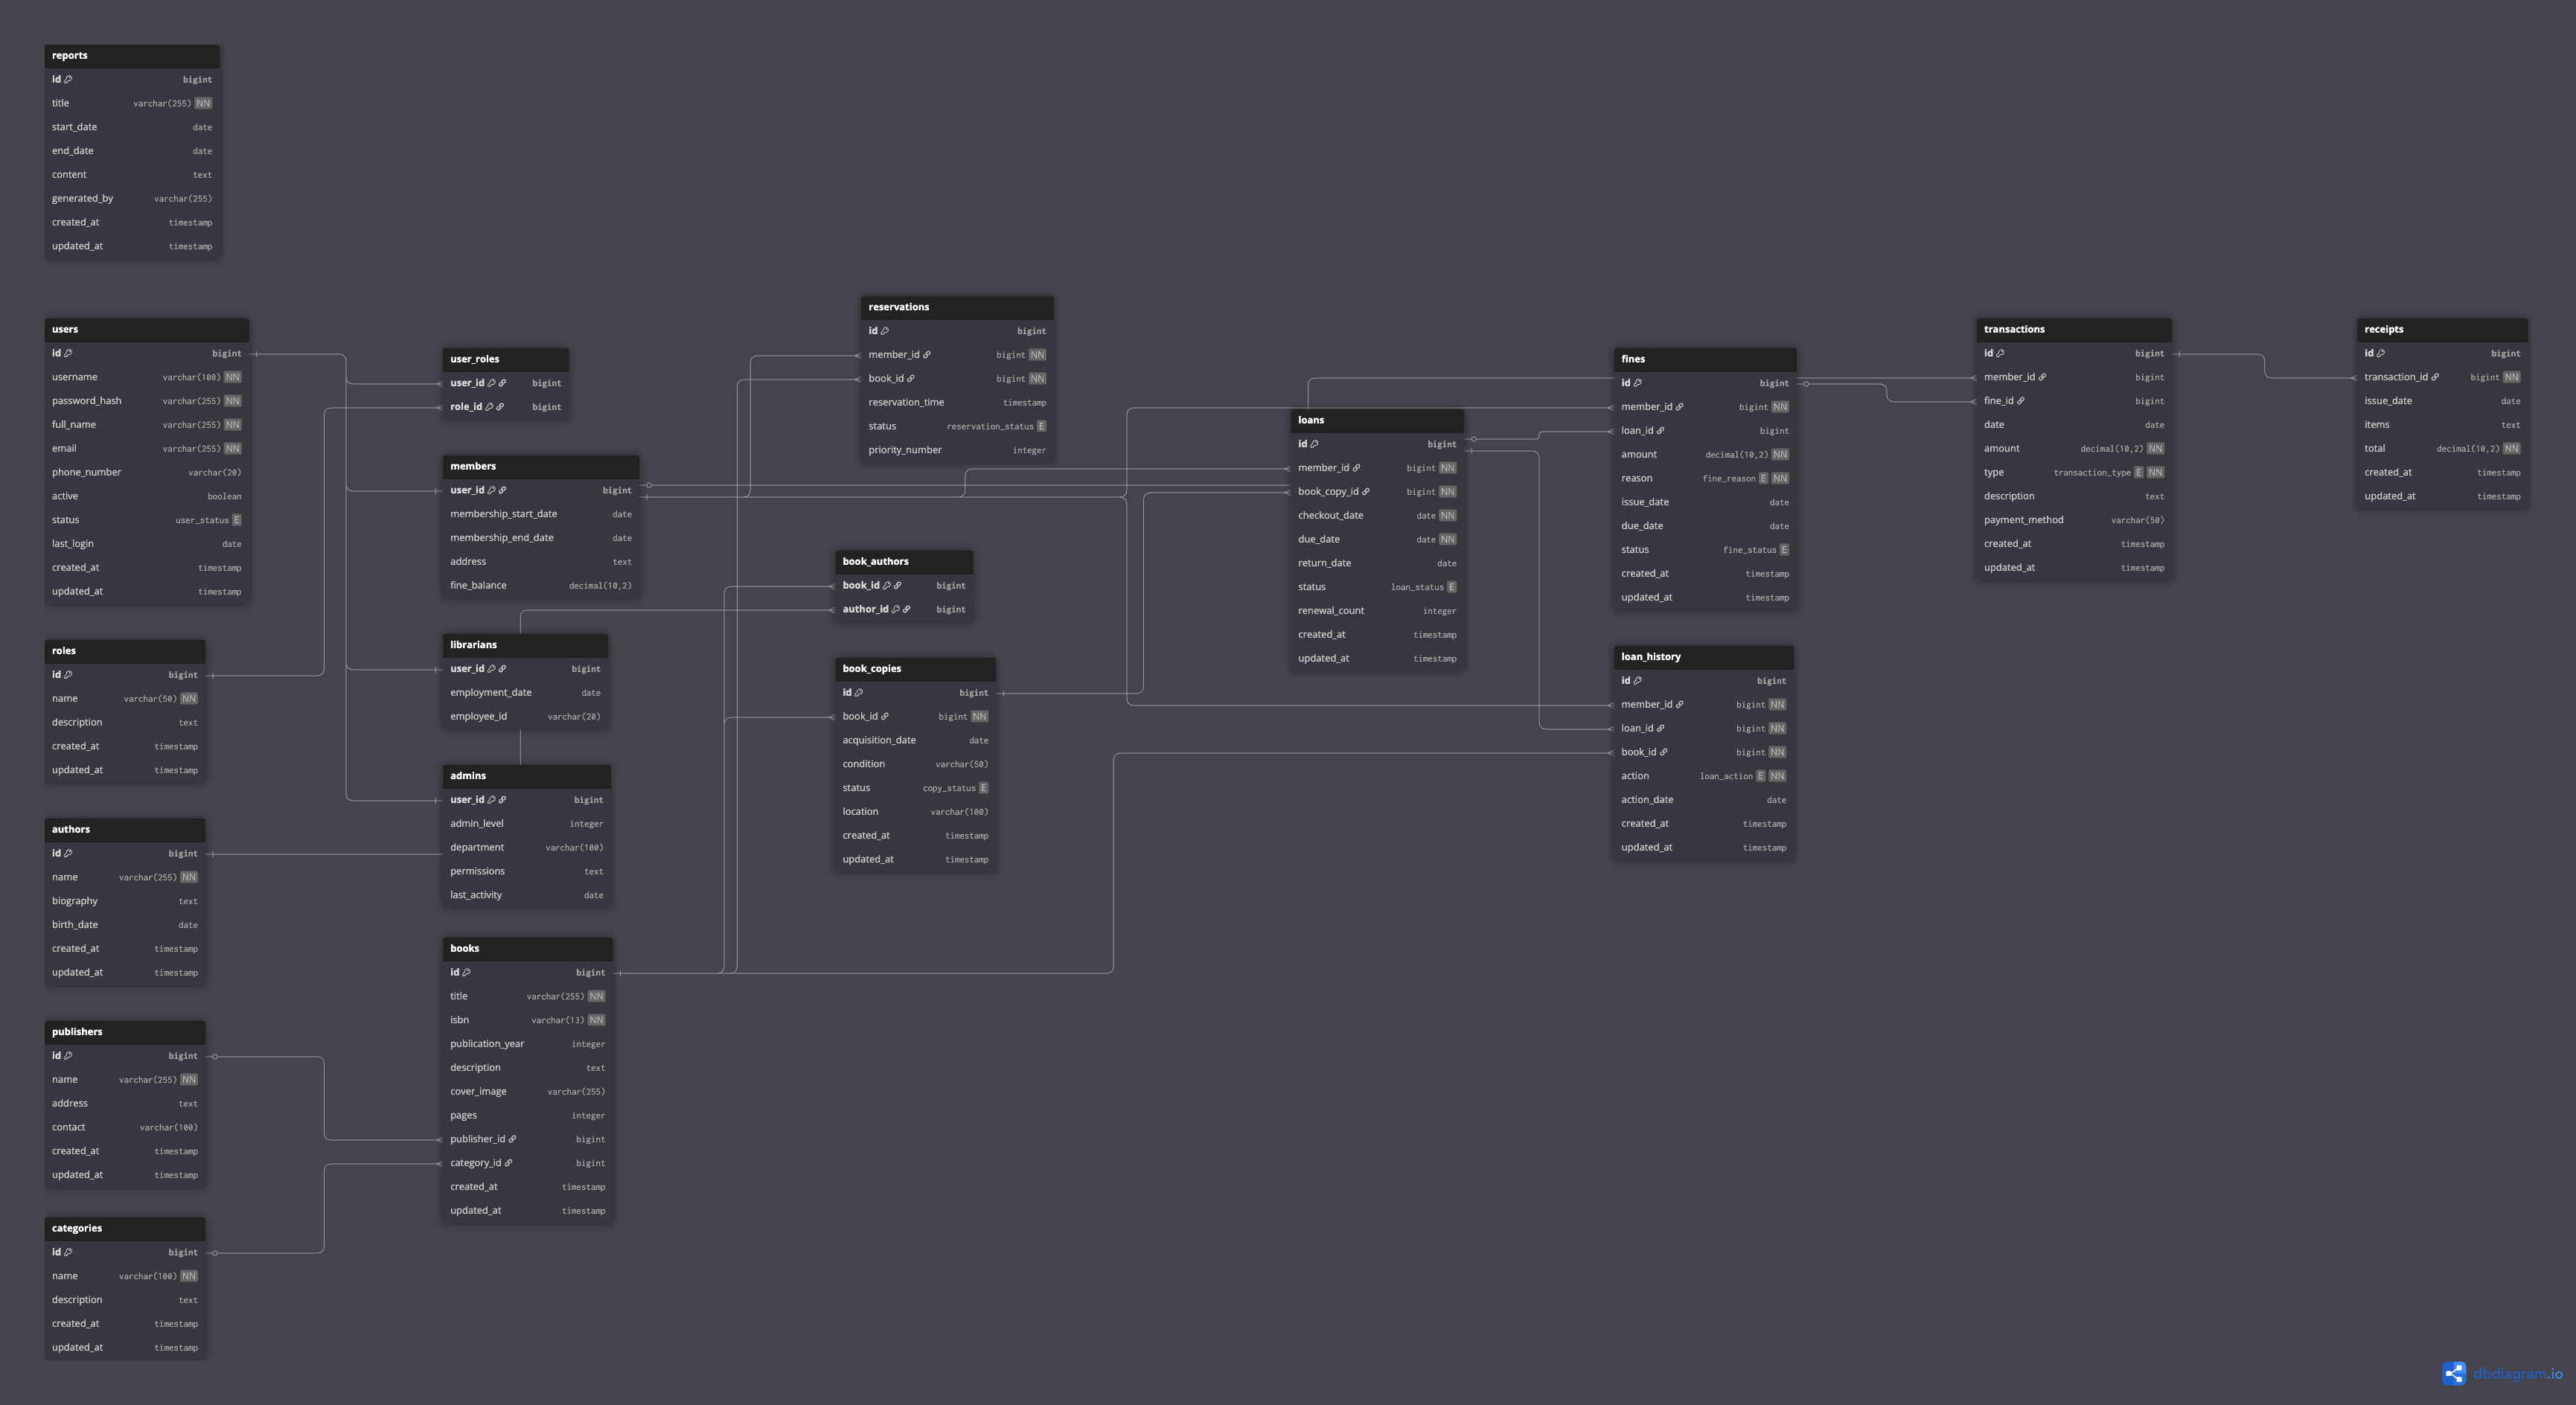 reports
id bigint
title varchar(255) NN
start_date date
end_date date
content text
generated_by varchar(255)
created_at timestamp
updated_at timestamp
users
id bigint
username varchar(100) NN
password_hash varchar(255) NN
full_name varchar(255) NN
email varchar(255) NN
phone_number varchar(20)
active boolean
status user_status E
last_login date
created_at timestamp
updated_at timestamp
roles
id bigint
name varchar(50) NN
description text
created_at timestamp
updated_at timestamp
authors
id bigint
name varchar(255) NN
biography text
birth_date date
created_at timestamp
updated_at timestamp
publishers
id bigint
name varchar(255) NN
address text
contact varchar(100)
created_at timestamp
updated_at timestamp
categories
id bigint
name varchar(100) NN
description text
created_at timestamp
updated_at timestamp
user_roles
user_id bigint
role_id bigint
members
user_id bigint
membership_start_date date
membership_end_date date
address text
fine_balance decimal(10,2)
librarians
user_id bigint
employment_date date
employee_id varchar(20)
admins
user_id bigint
admin_level integer
department varchar(100)
permissions text
last_activity date
books
id bigint
title varchar(255) NN
isbn varchar(13) NN
publication_year integer
description text
cover_image varchar(255)
pages integer
publisher_id bigint
category_id bigint
created_at timestamp
updated_at timestamp
reservations
id bigint
member_id bigint NN
book_id bigint NN
reservation_time timestamp
status reservation_status E
priority_number integer
book_authors
book_id bigint
author_id bigint
book_copies
id bigint
book_id bigint NN
acquisition_date date
condition varchar(50)
status copy_status E
location varchar(100)
created_at timestamp
updated_at timestamp
loans
id bigint
member_id bigint NN
book_copy_id bigint NN
checkout_date date NN
due_date date NN
return_date date
status loan_status E
renewal_count integer
created_at timestamp
updated_at timestamp
fines
id bigint
member_id bigint NN
loan_id bigint
amount decimal(10,2) NN
reason fine_reason E NN
issue_date date
due_date date
status fine_status E
created_at timestamp
updated_at timestamp
loan_history
id bigint
member_id bigint NN
loan_id bigint NN
book_id bigint NN
action loan_action E NN
action_date date
created_at timestamp
updated_at timestamp
transactions
id bigint
member_id bigint
fine_id bigint
date date
amount decimal(10,2) NN
type transaction_type E NN
description text
payment_method varchar(50)
created_at timestamp
updated_at timestamp
receipts
id bigint
transaction_id bigint NN
issue_date date
items text
total decimal(10,2) NN
created_at timestamp
updated_at timestamp
dbdiagram.io